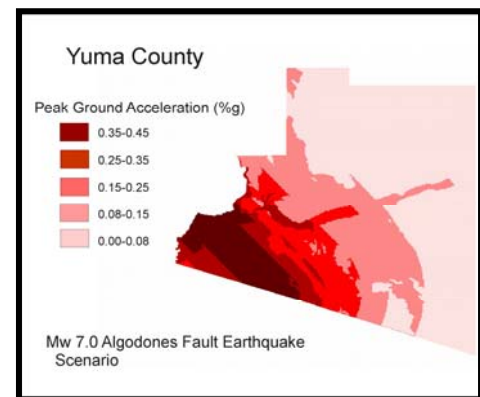 Yuma County
Peak Ground Acceleration (%g)
0.35-0.45
0.25-0.35
0.15-0.25
0.08-0.15
0.00-0.08
Mw 7.0 Algodones Fault Earthquake
Scenario